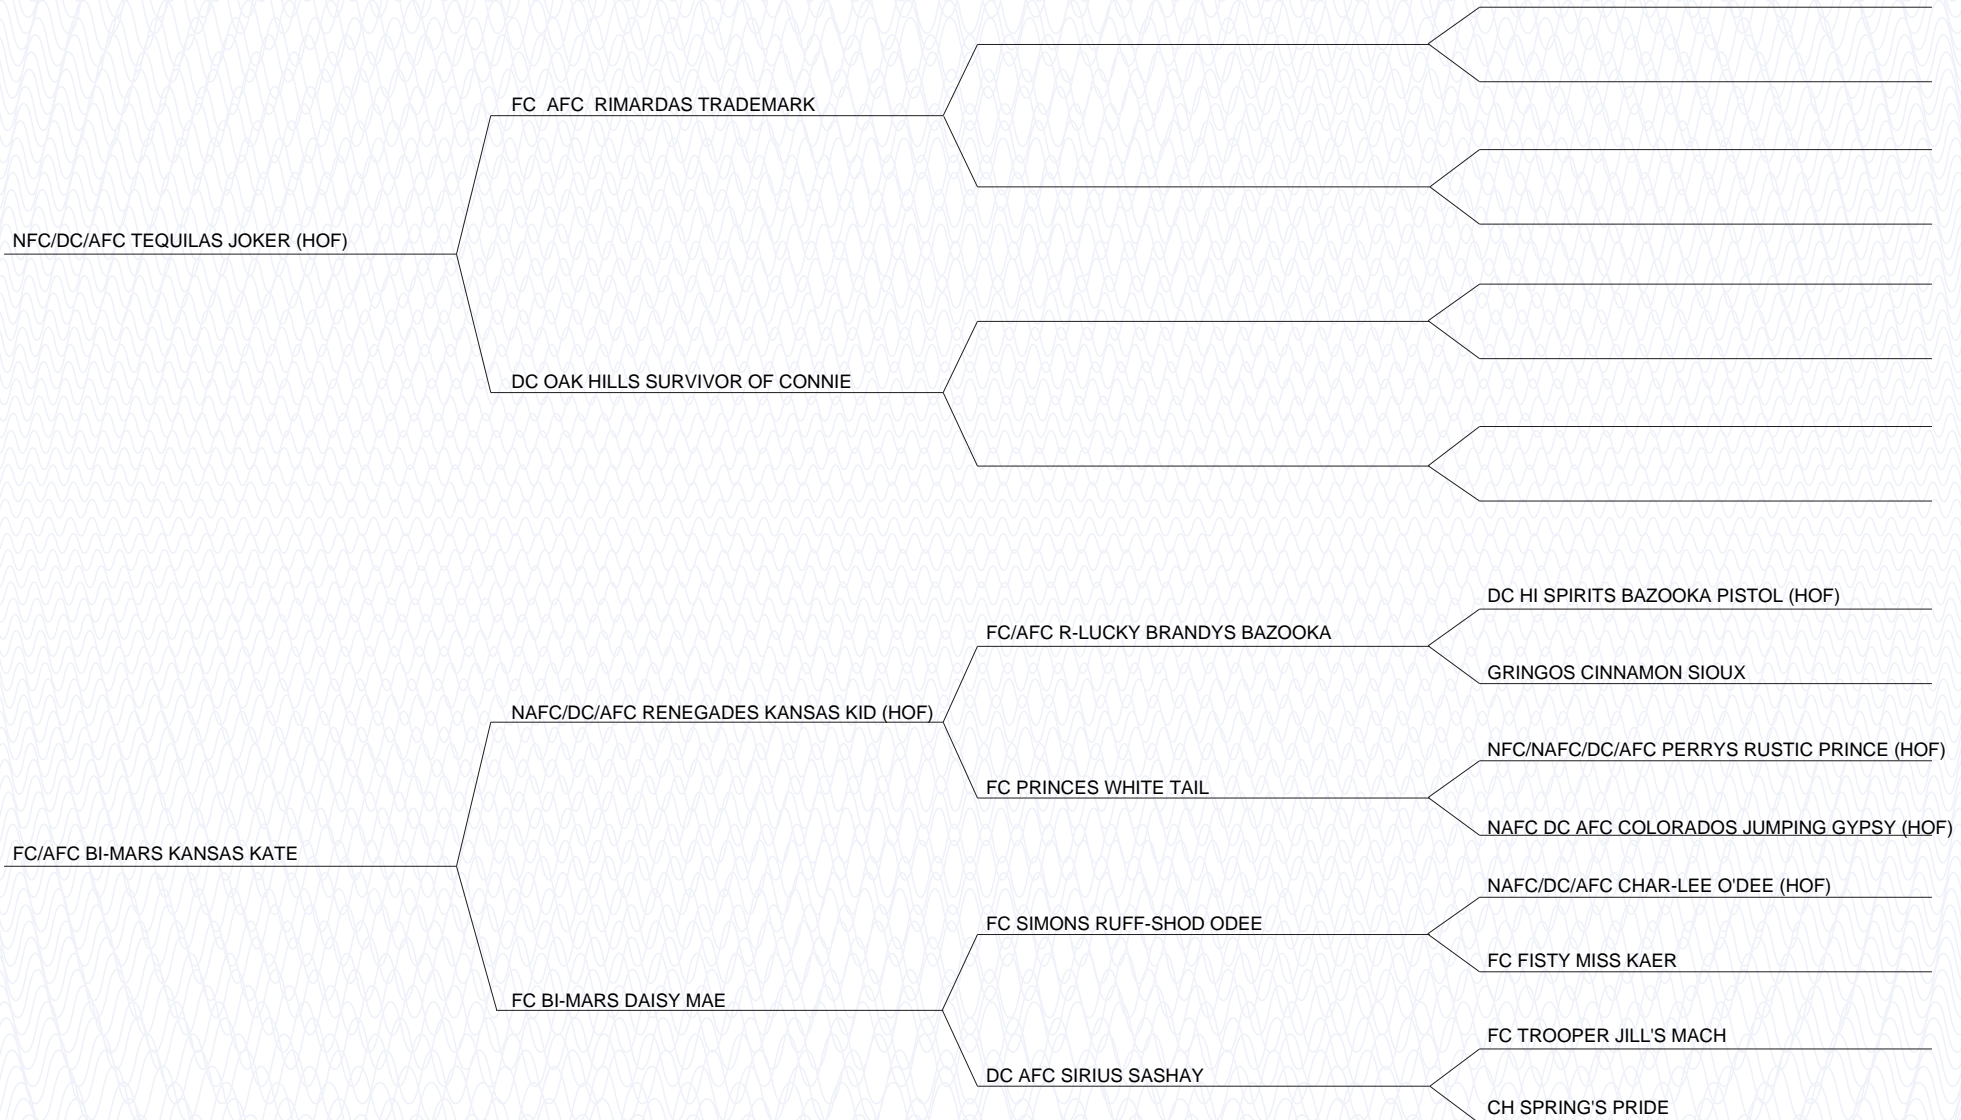 FC AFC RIMARDAS TRADEMARK
NFC/DC/AFC TEQUILAS JOKER (HOF)
DC OAK HILLS SURVIVOR OF CONNIE
DC HI SPIRITS BAZOOKA PISTOL (HOF)
FC/AFC R-LUCKY BRANDYS BAZOOKA
GRINGOS CINNAMON SIOUX
NAFC/DC/AFC RENEGADES KANSAS KID (HOF)
NFC/NAFC/DC/AFC PERRYS RUSTIC PRINCE (HOF)
FC PRINCES WHITE TAIL
NAFC DC AFC COLORADOS JUMPING GYPSY (HOF)
FC/AFC BI-MARS KANSAS KATE
NAFC/DC/AFC CHAR-LEE O'DEE (HOF)
FC SIMONS RUFF-SHOD ODEE
FC FISTY MISS KAER
FC BI-MARS DAISY MAE
FC TROOPER JILL'S MACH
DC AFC SIRIUS SASHAY
CH SPRING'S PRIDE